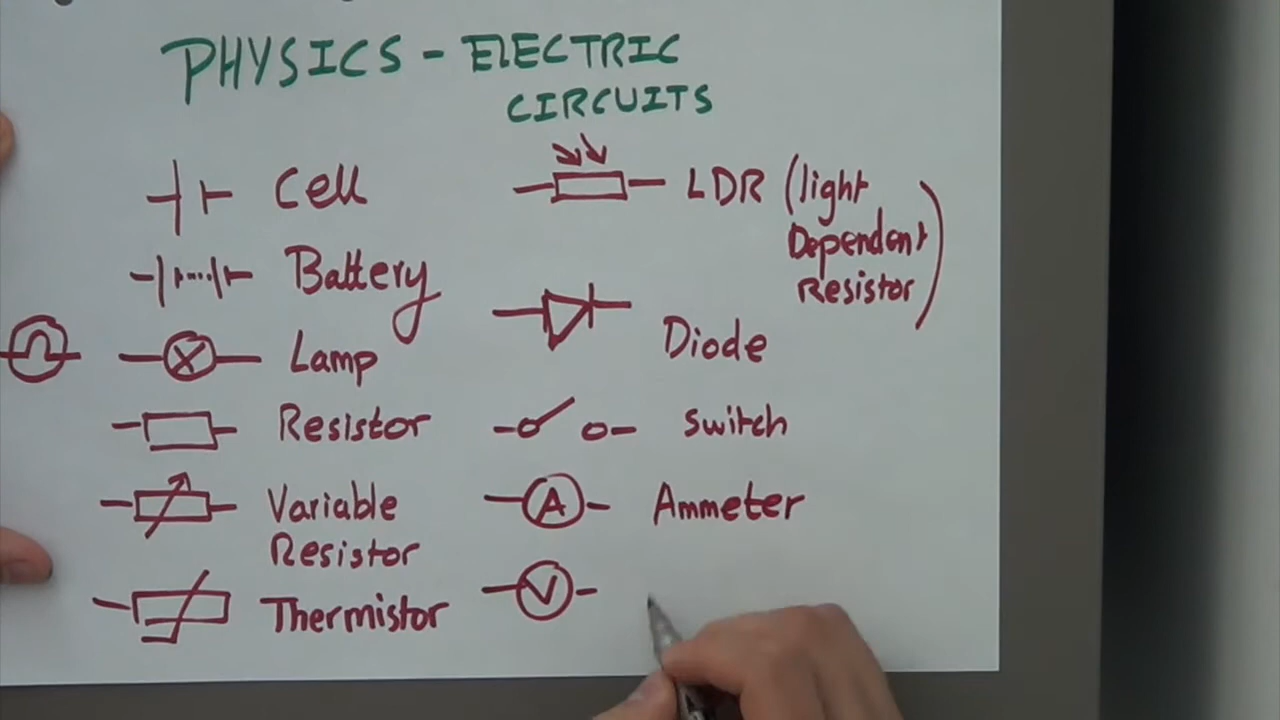 PHYSICS - ELECTRIC
CIRCUITS
Cell
Battery
Lamp
Resistor
Variable
Resistor
Thermistor
LDR (light
Dependent
Resistor)
Diode
Switch
A Ammeter
V